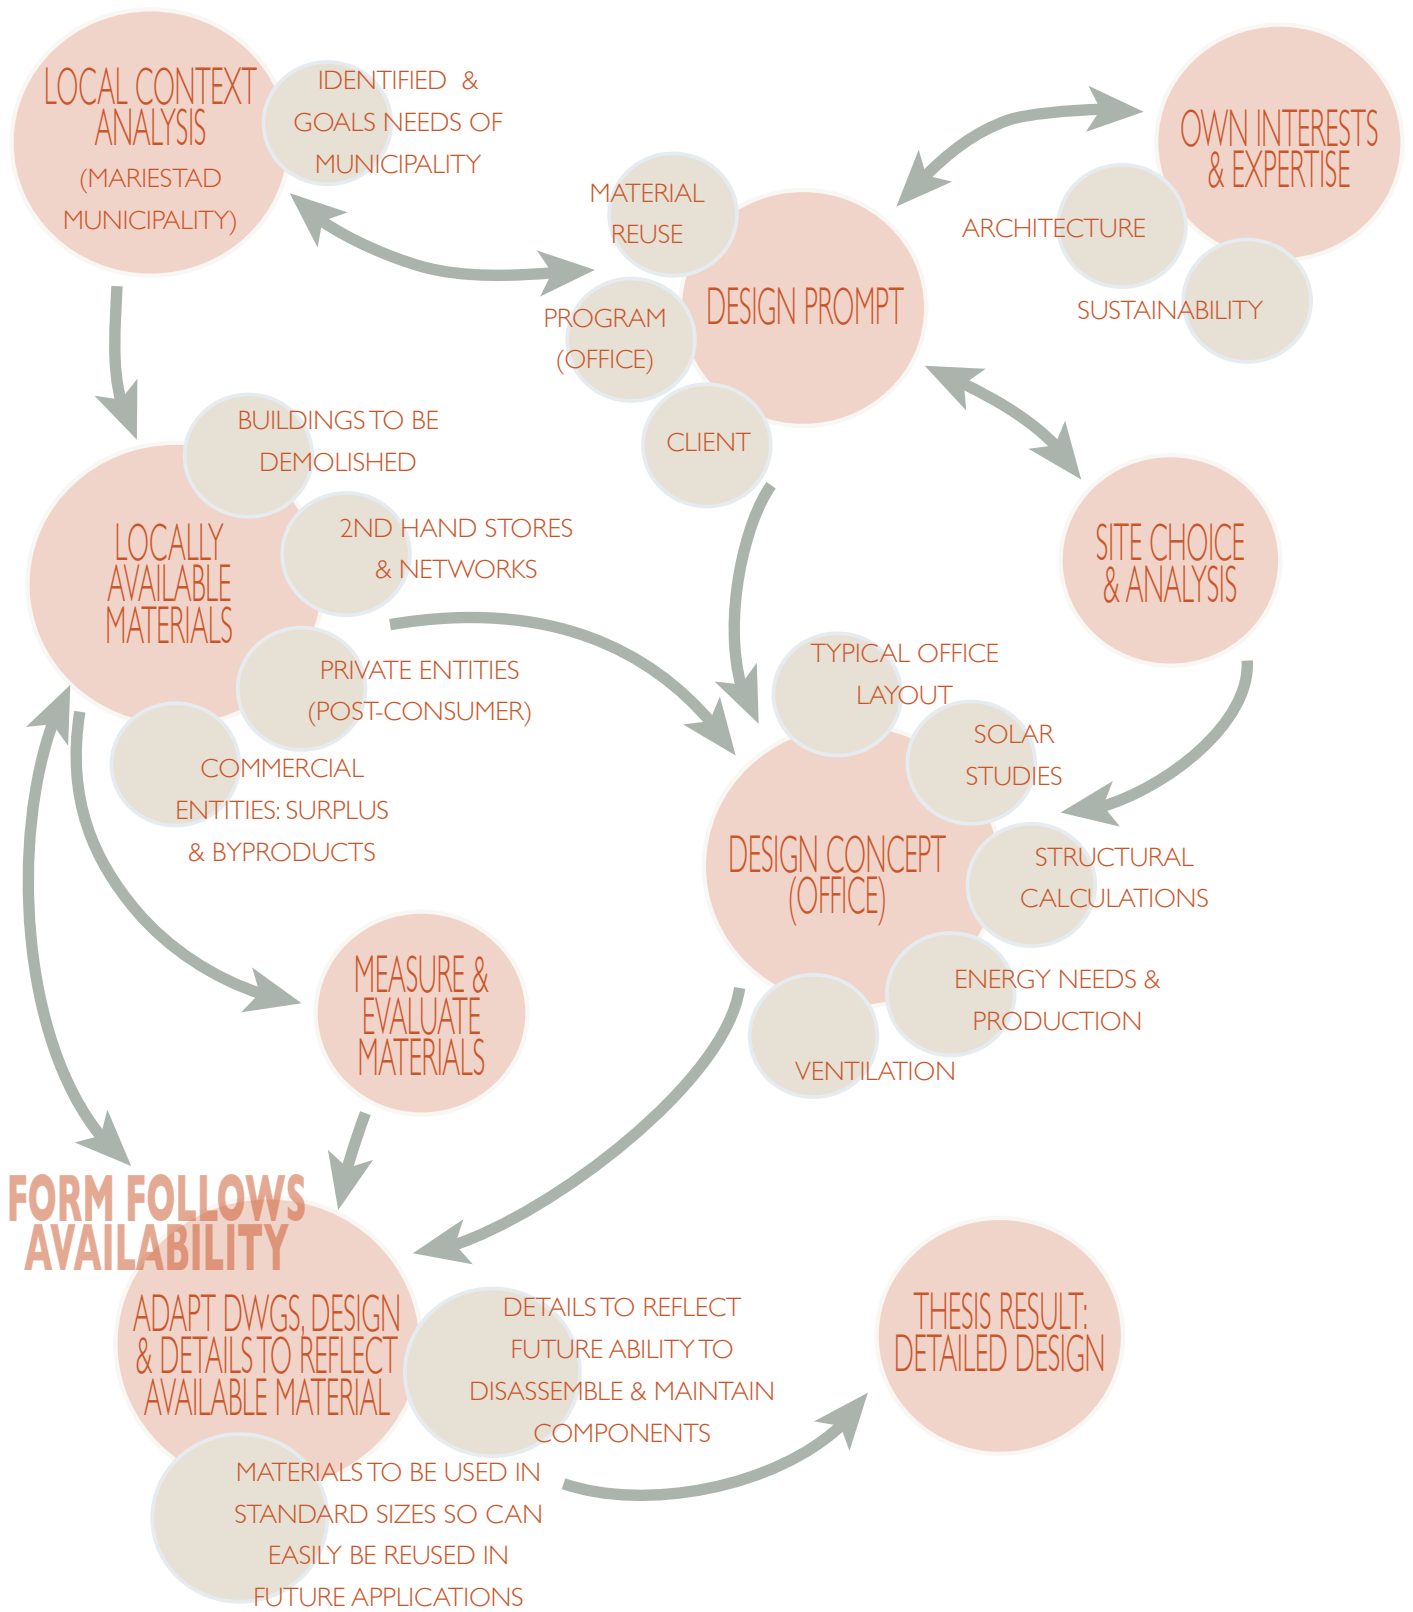 LOCAL CONTEXT
ANALYSIS
(MARIESTAD
MUNICIPALITY)
IDENTIFIED &
GOALS NEEDS OF
MUNICIPALITY
OWN INTERESTS
& EXPERTISE
ARCHITECTURE
SUSTAINABILITY
MATERIAL
REUSE
DESIGN PROMPT
PROGRAM
(OFFICE)
CLIENT
BUILDINGS TO BE
DEMOLISHED
2ND HAND STORES
& NETWORKS
LOCALLY
AVAILABLE
MATERIALS
PRIVATE ENTITIES
(POST-CONSUMER)
COMMERCIAL
ENTITIES: SURPLUS
& BYPRODUCTS
SITE CHOICE
& ANALYSIS
TYPICAL OFFICE
LAYOUT
SOLAR
STUDIES
DESIGN CONCEPT
(OFFICE)
STRUCTURAL
CALCULATIONS
ENERGY NEEDS &
PRODUCTION
VENTILATION
MEASURE &
EVALUATE
MATERIALS
FORM FOLLOWS
AVAILABILITY
ADAPT DWGS, DESIGN
& DETAILS TO REFLECT
AVAILABLE MATERIAL
DETAILS TO REFLECT
FUTURE ABILITY TO
DISASSEMBLE & MAINTAIN
COMPONENTS
MATERIALS TO BE USED IN
STANDARD SIZES SO CAN
EASILY BE REUSED IN
FUTURE APPLICATIONS
THESIS RESULT:
DETAILED DESIGN